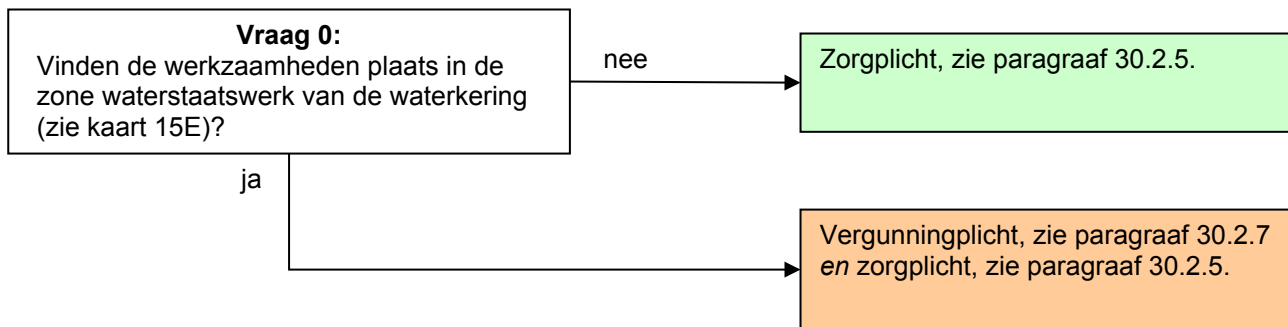 Vraag 0:
Vinden de werkzaamheden plaats in de
zone waterstaatswerk van de waterkering
(zie kaart 15E)?
nee
Zorgplicht, zie paragraaf 30.2.5.
ja
Vergunningplicht, zie paragraaf 30.2.7
en zorgplicht, zie paragraaf 30.2.5.